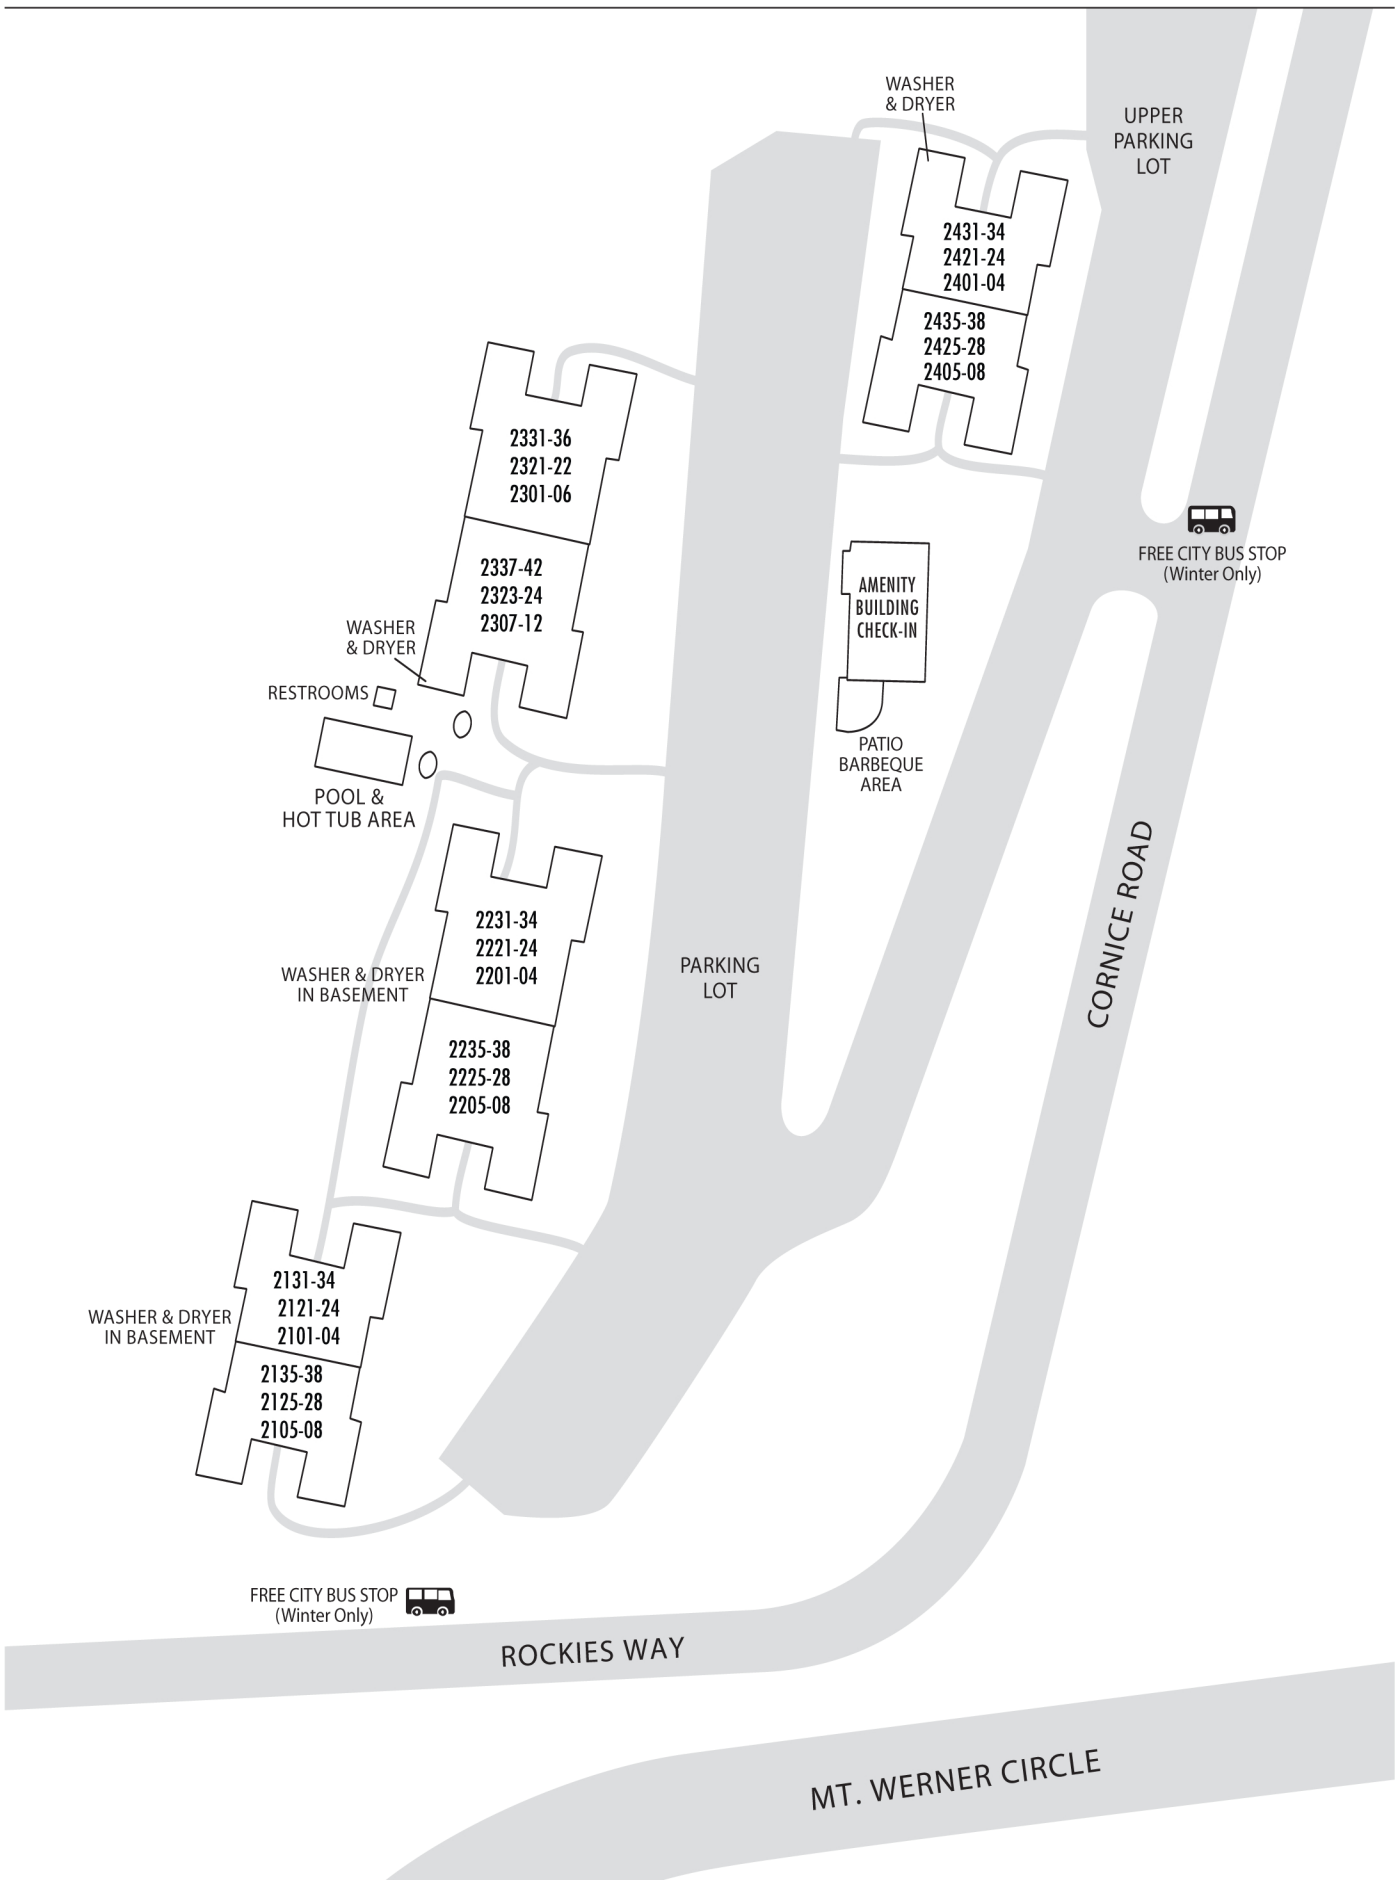 WASHER
& DRYER
UPPER
PARKING
LOT
2431-34
2421-24
2401-04
2435-38
2425-28
2405-08
2331-36
2321-22
2301-06
2337-42
2323-24
2307-12
FREE CITY BUS STOP
(Winter Only)
AMENITY
BUILDING
CHECK-IN
WASHER
& DRYER
RESTROOMS
PATIO
BARBEQUE
AREA
POOL &
HOT TUB AREA
CORNICE ROAD
2231-34
2221-24
2201-04
WASHER & DRYER
IN BASEMENT
PARKING
LOT
2235-38
2225-28
2205-08
2131-34
2121-24
2101-04
WASHER & DRYER
IN BASEMENT
2135-38
2125-28
2105-08
FREE CITY BUS STOP
(Winter Only)
ROCKIES WAY
MT. WERNER CIRCLE